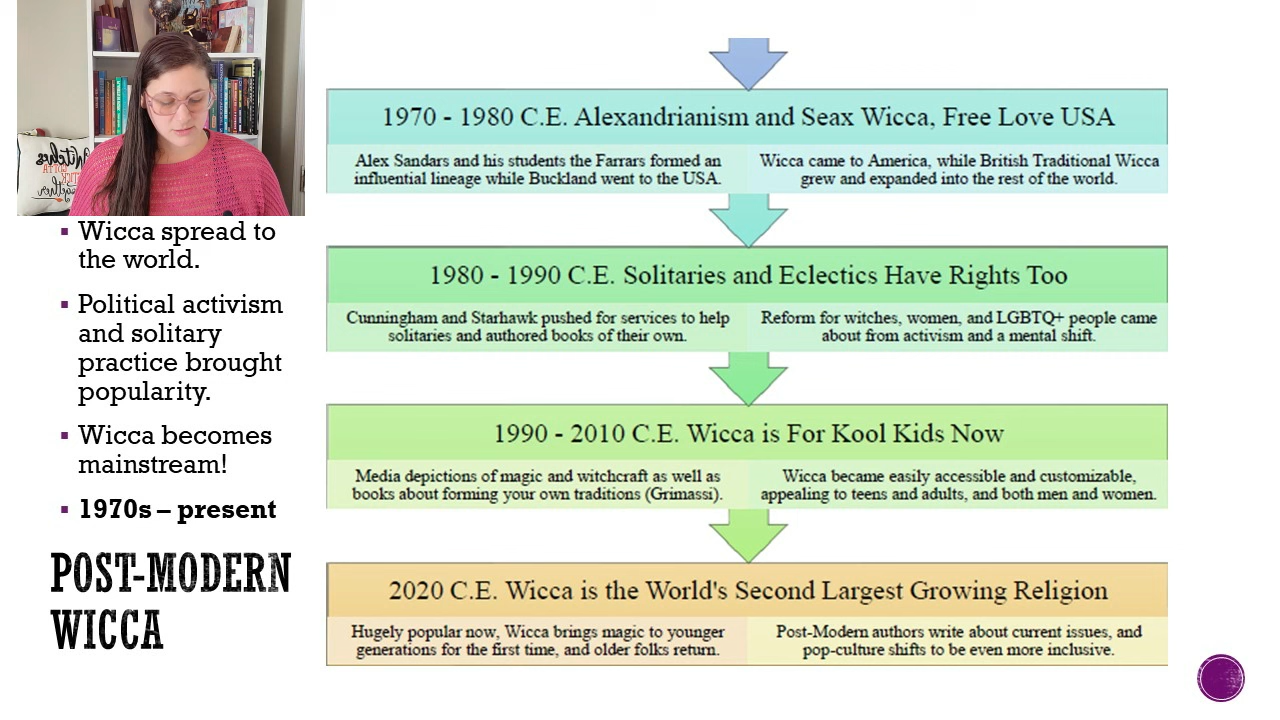 Witches
Wicca spread to
the world.
Political activism
and solitary
practice brought
popularity.
Wicca becomes
mainstream!
1970s – present
POST-MODERN
WICCA
1970 - 1980 C.E. Alexandrianism and Seax Wicca, Free Love USA
Alex Sandars and his students the Farrars formed an
influential lineage while Buckland went to the USA.
Wicca came to America, while British Traditional Wicca
grew and expanded into the rest of the world.
1980 - 1990 C.E. Solitaries and Eclectics Have Rights Too
Cunningham and Starhawk pushed for services to help
solitaries and authored books of their own.
Reform for witches, women, and LGBTQ+ people came
about from activism and a mental shift.
1990 - 2010 C.E. Wicca is For Kool Kids Now
Media depictions of magic and witchcraft as well as
books about forming your own traditions (Grimassi).
Wicca became easily accessible and customizable,
appealing to teens and adults, and both men and women.
2020 C.E. Wicca is the World's Second Largest Growing Religion
Hugely popular now, Wicca brings magic to younger
generations for the first time, and older folks return.
Post-Modern authors write about current issues, and
pop-culture shifts to be even more inclusive.